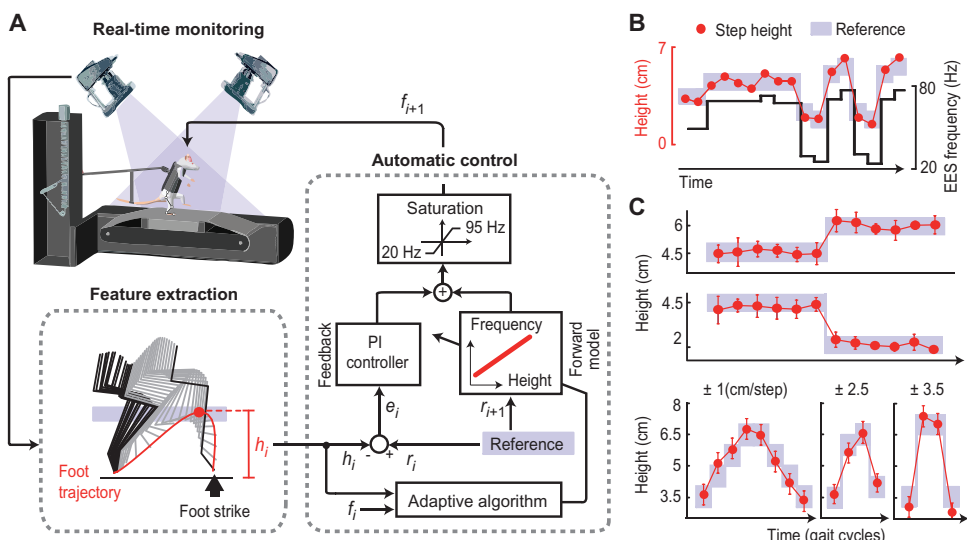 A
Real-time monitoring
f_{i+1}
Automatic control
Saturation
95 Hz
20 Hz
+
Feature extraction
Feedback
PI
controller
Frequency
Height
Forward
model
e_i
r_{i+1}
Reference
h_i
h_i
-
+
r_i
Foot
trajectory
Foot strike
f_i
Adaptive algorithm
B
Step height
Reference
7
Height (cm)
0
80
EES frequency (Hz)
20
Time
C
6
4.5
Height (cm)
4.5
2
± 1(cm/step)
± 2.5
± 3.5
8
6.5
Height (cm)
5
3.5
Time (gait cycles)